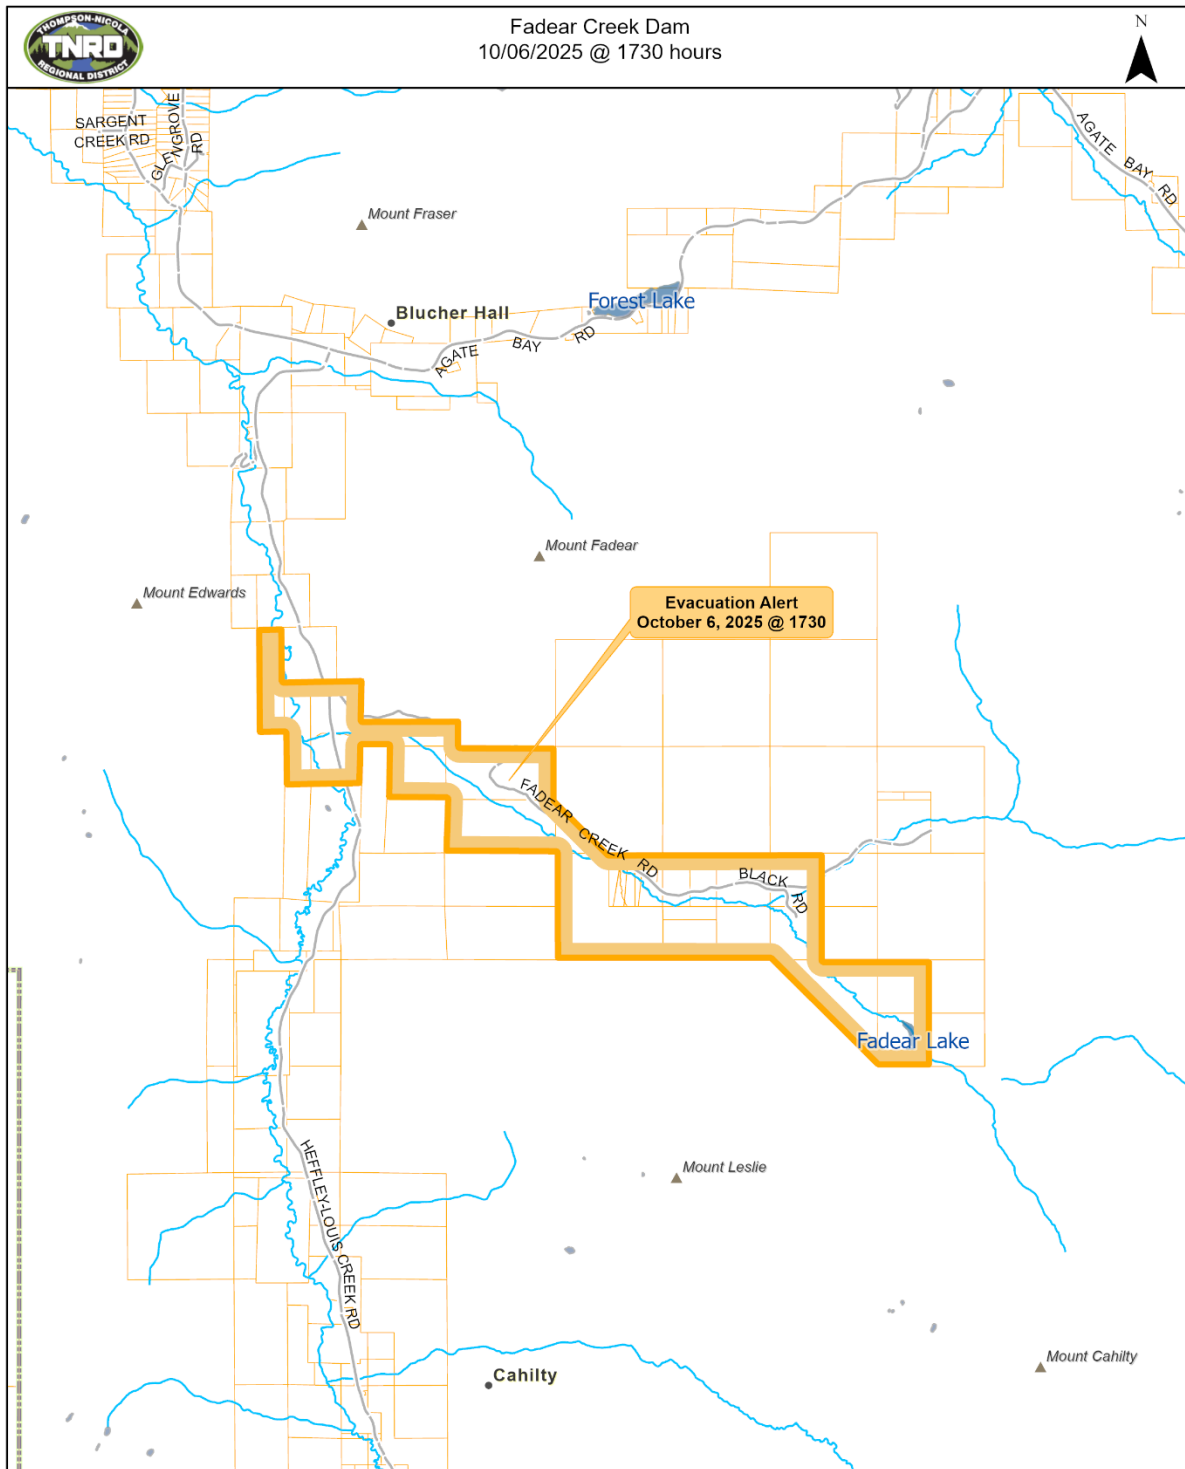 THOMPSON-NICOLA
TNRD
REGIONAL DISTRICT
Fadear Creek Dam
10/06/2025 @ 1730 hours
N
SARGENT
CREEK RD
GLENGROVE
RD
AGATE BAY RD
Mount Fraser
Forest Lake
Blucher Hall
AGATE BAY RD
Mount Fadear
Mount Edwards
Evacuation Alert
October 6, 2025 @ 1730
FADEAR CREEK RD
BLACK
RD
Fadear Lake
HEFFLEY-LOUIS CREEK RD
Mount Leslie
Mount Cahilty
Cahilty